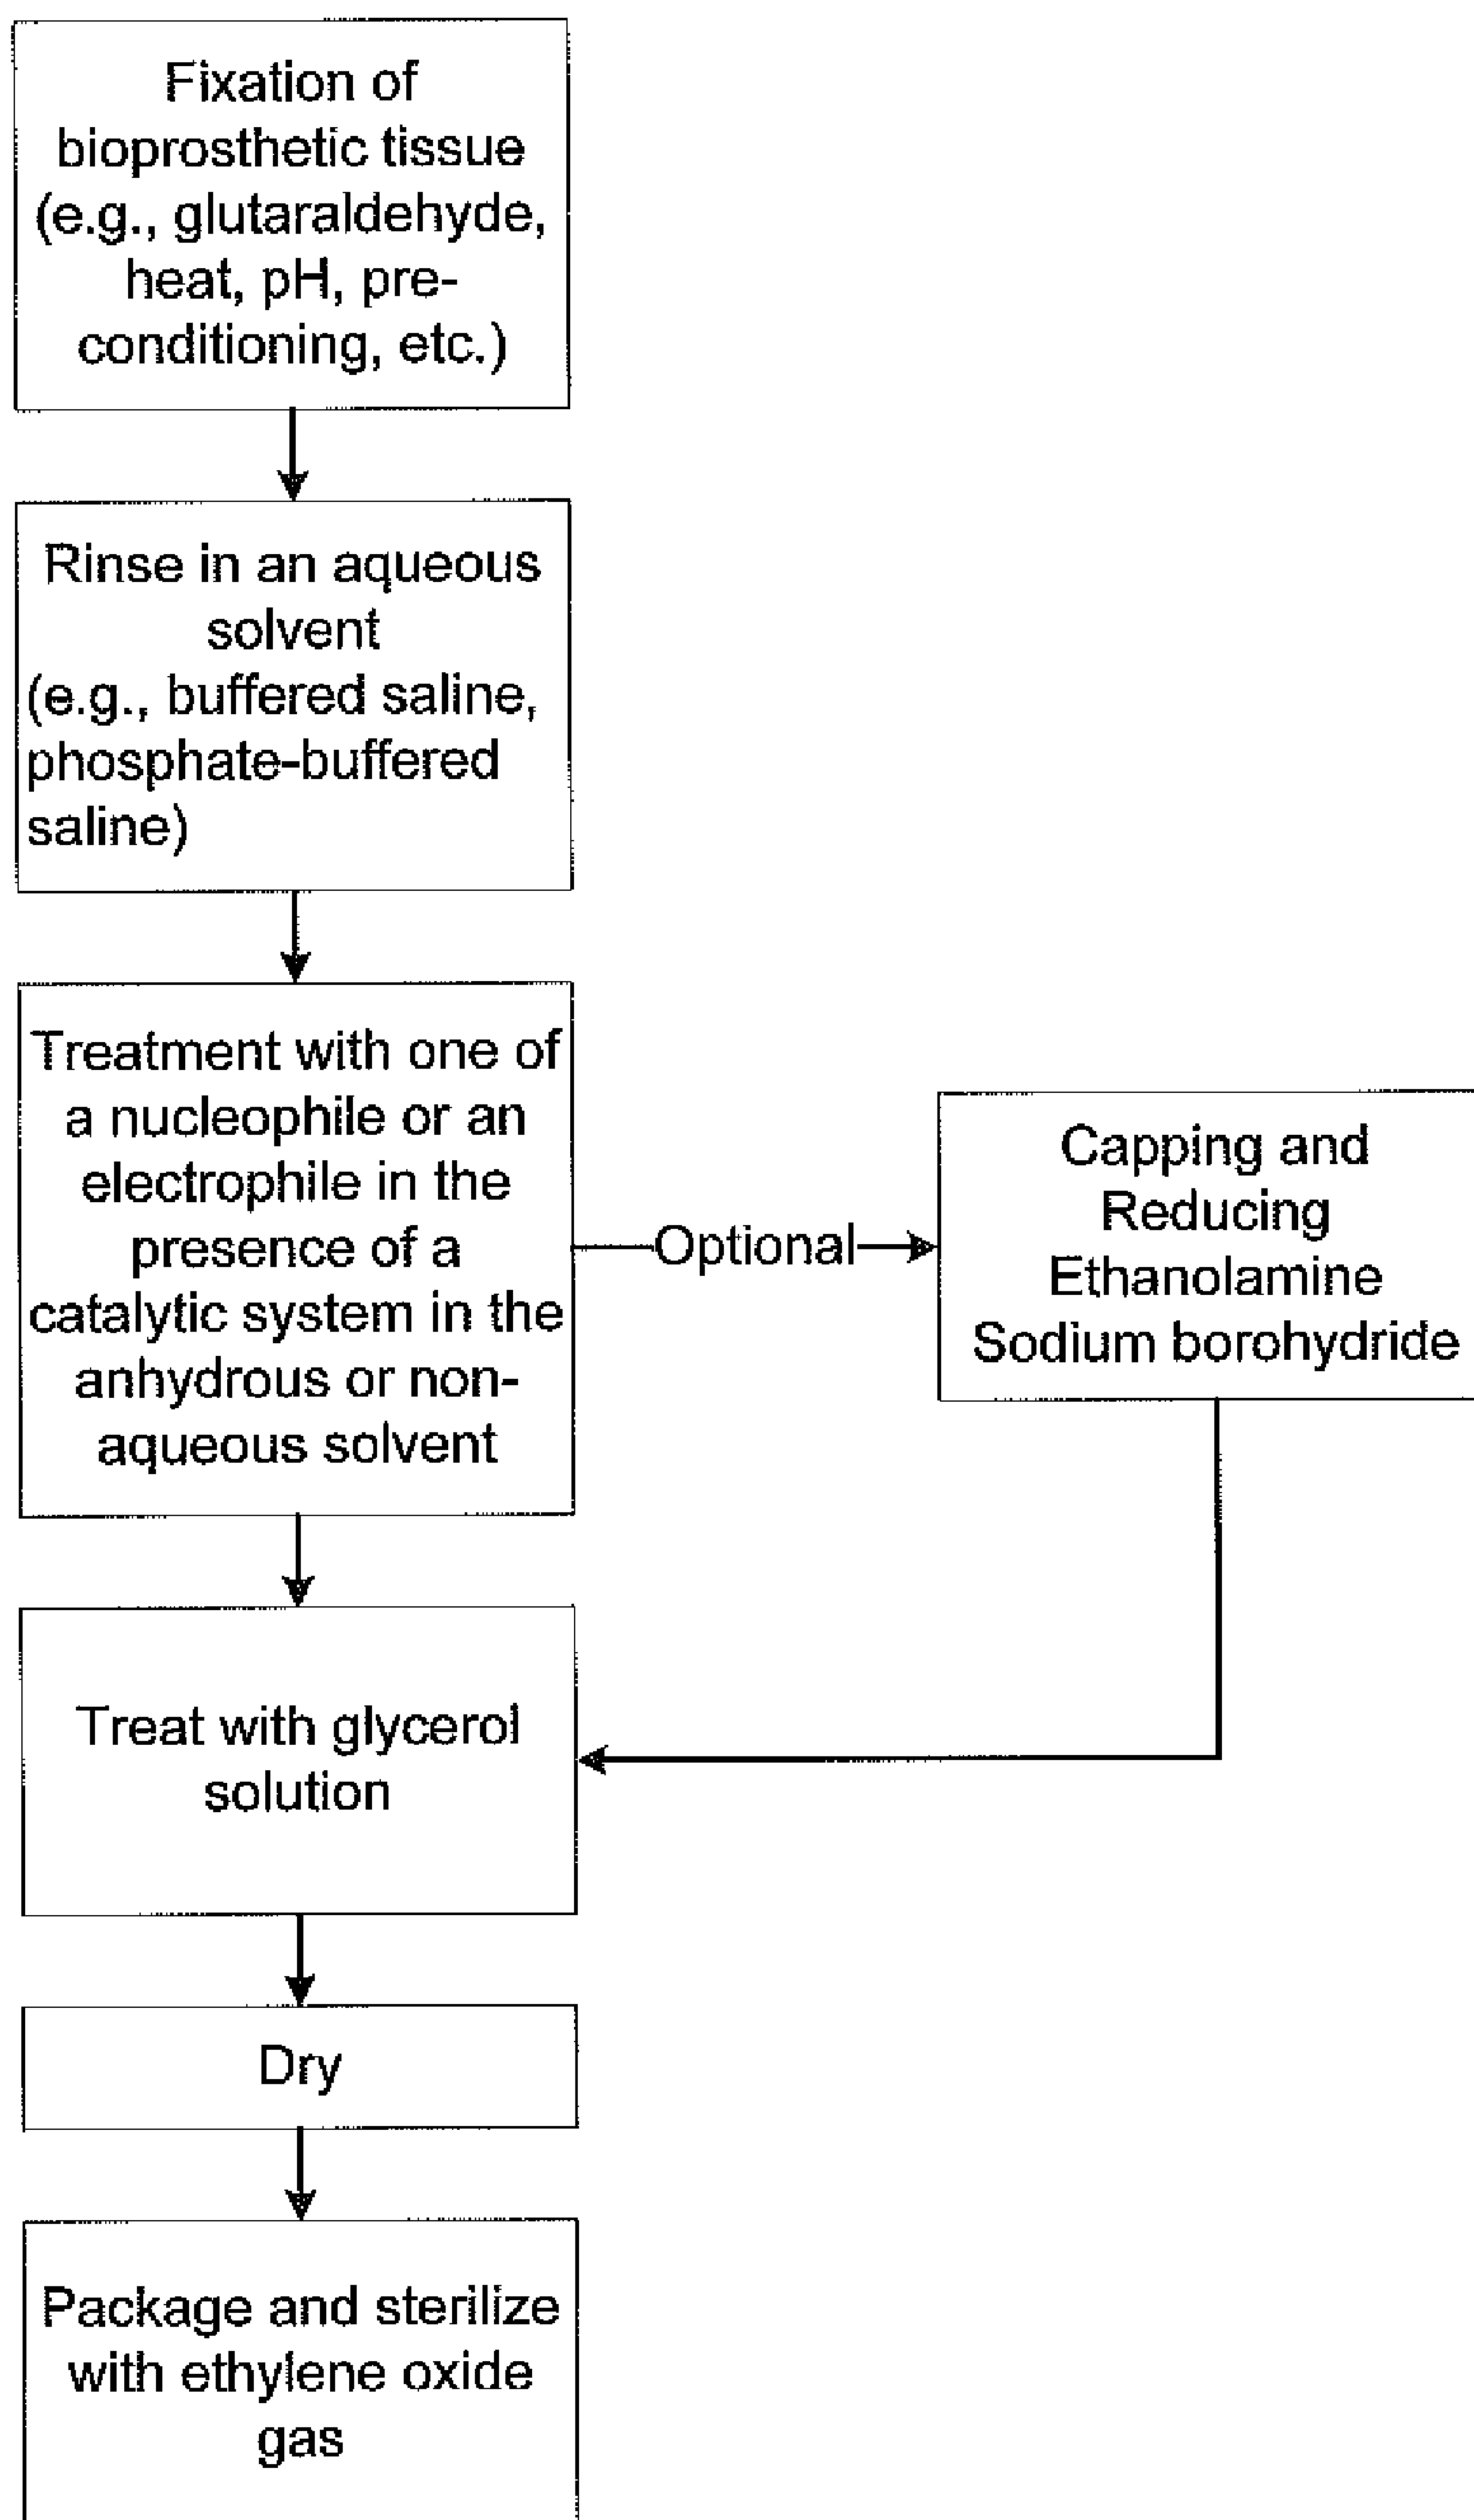 Fixation of
bioprosthetic tissue
(e.g., glutaraldehyde,
heat, pH, pre-
conditioning, etc.)
Rinse in an aqueous
solvent
(e.g., buffered saline,
phosphate-buffered
saline)
Treatment with one of
a nucleophile or an
electrophile in the
presence of a
catalytic system in the
anhydrous or non-
aqueous solvent
Optional
Capping and
Reducing
Ethanolamine
Sodium borohydride
Treat with glycerol
solution
Dry
Package and sterilize
with ethylene oxide
gas